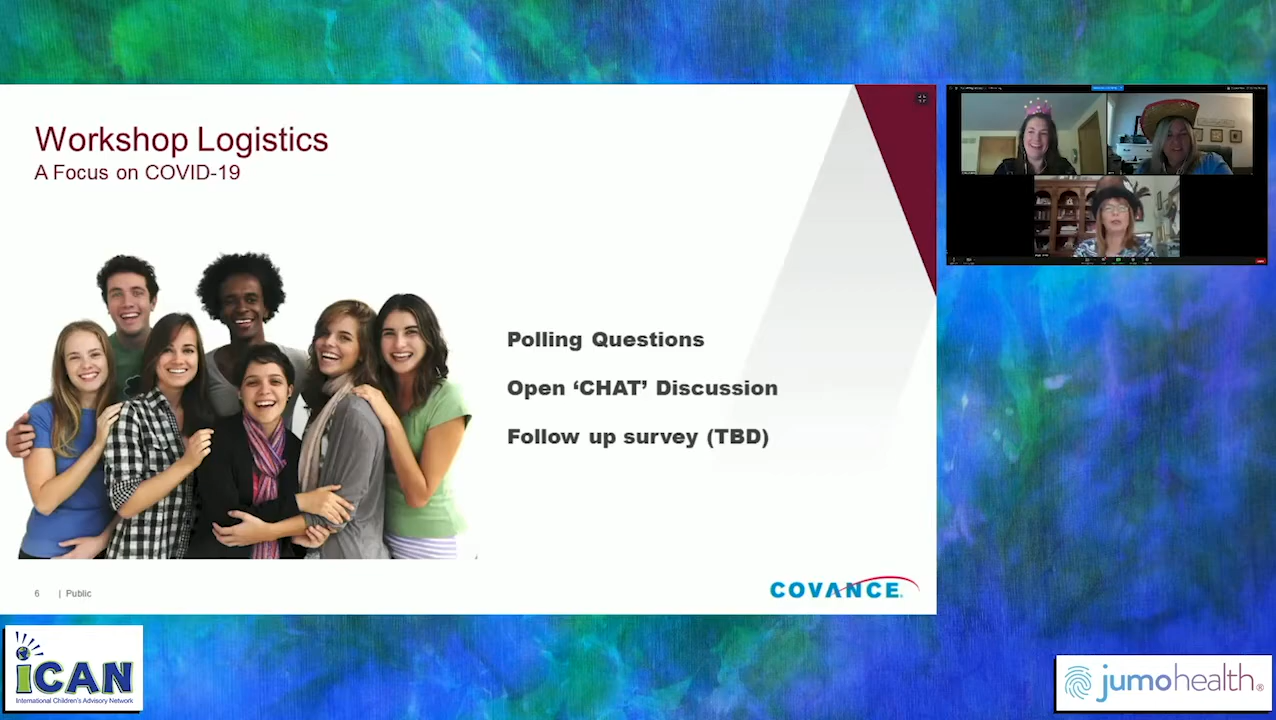 Workshop Logistics
A Focus on COVID-19
Polling Questions
Open ‘CHAT’ Discussion
Follow up survey (TBD)
6 | Public
COVANCE
iCAN
International Children's Advisory Network
jumohealth®